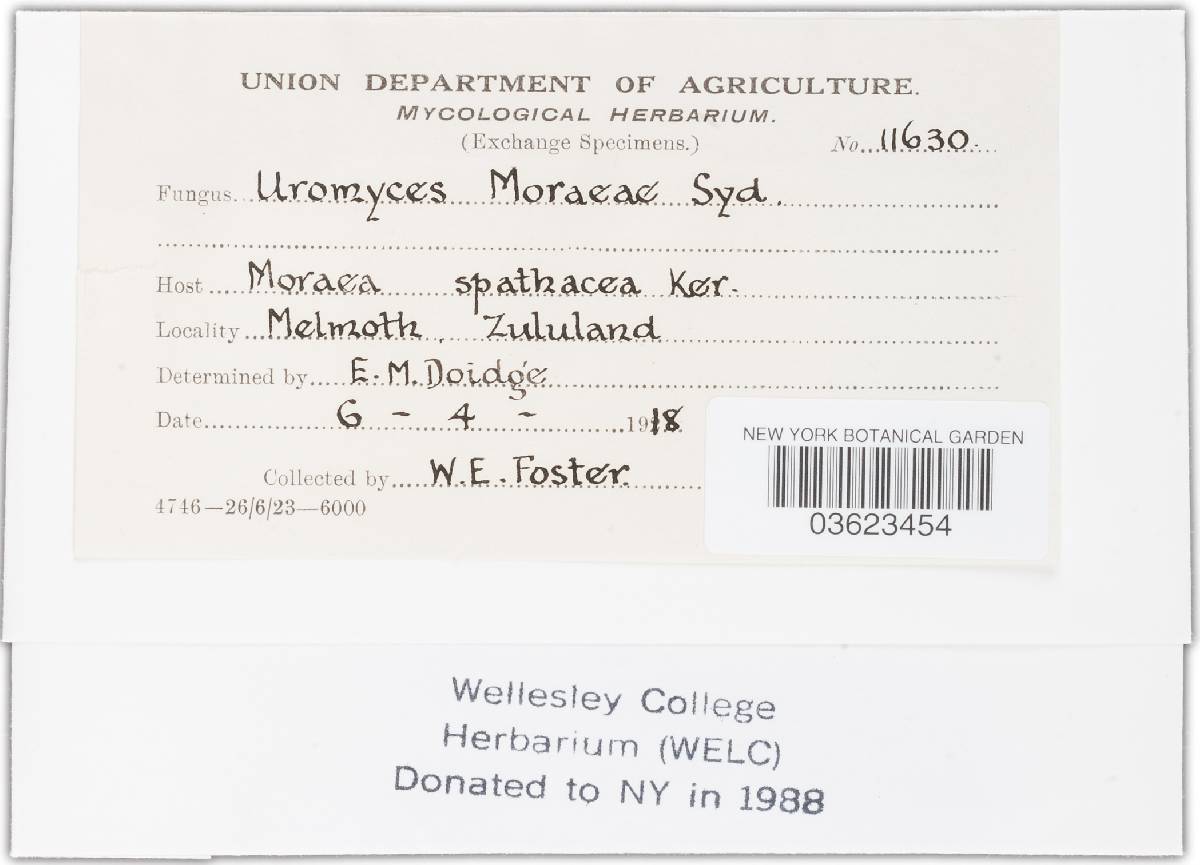 UNION DEPARTMENT OF AGRICULTURE.
MYCOLOGICAL HERBARIUM.
(Exchange Specimens.)
No. 11630.
Fungus. Uromyces Moraeae Syd.
Host Moraea spathacea Ker.
Locality Melmoth, Zululand
Determined by E. M. Doidge
Date 6 - 4 - 1918
Collected by W. E. Foster.
4746—26/6/23—6000
NEW YORK BOTANICAL GARDEN
03623454
Wellesley College
Herbarium (WELC)
Donated to NY in 1988